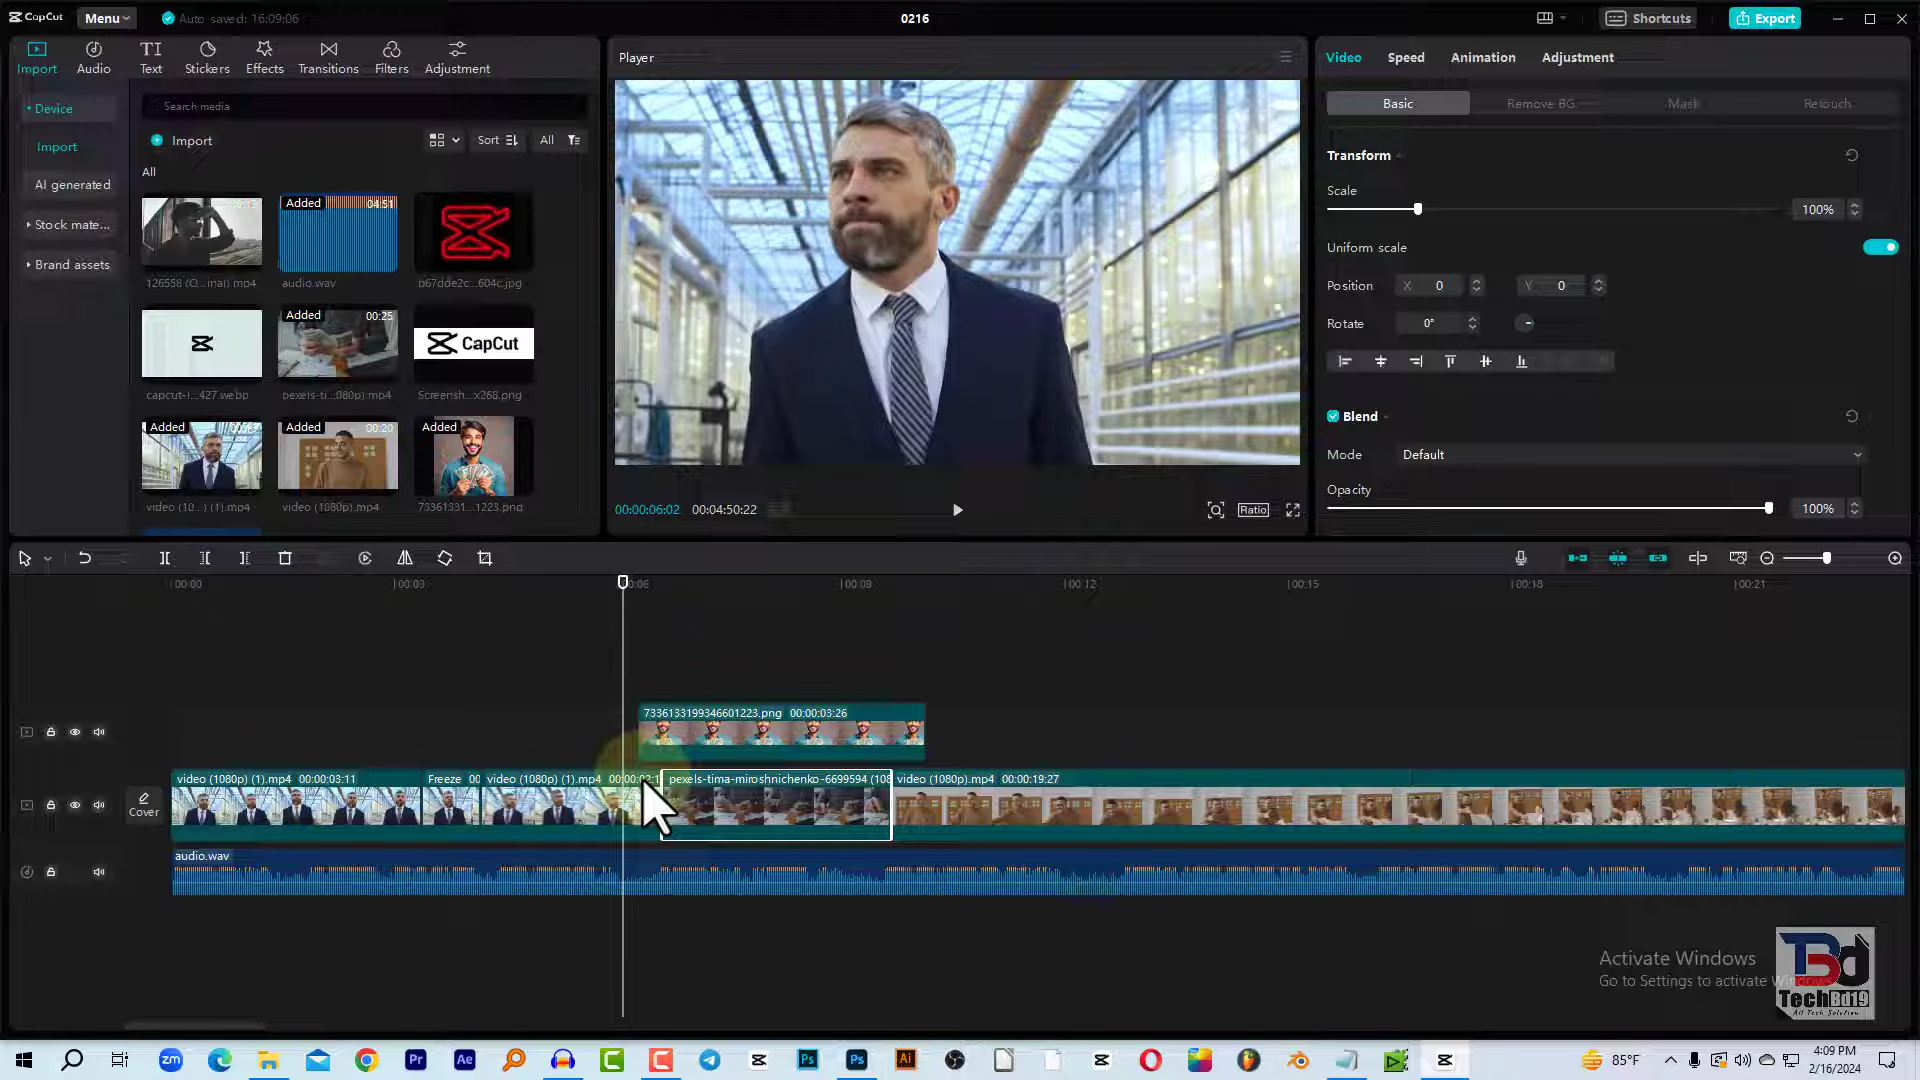 CapCut
Menu
Auto saved: 16:09:06
0216
Shortcuts
Export
Import
Audio
Text
Stickers
Effects
Transitions
Filters
Adjustment
Player
Video
Speed
Animation
Adjustment
Device
Search media
Basic
Remove BG
Mask
Retouch
Import
Import
Sort
All
Transform
All
AI generated
Scale
100%
Stock mate...
Added
04:51
Uniform scale
Brand assets
126558 (O...inal).mp4
audio.wav
p67dde2c...604c.jpg
Position
X
0
Y
0
Added
00:25
Rotate
0°
CapCut
capcut-l...427.webp
pexels-ti...080p).mp4
Screensh...x268.png
Blend
Added
Added
00:20
Added
Mode
Default
Opacity
100%
video (10...) (1).mp4
video (1080p).mp4
73361331...1223.png
00:00:06:02
00:04:50:22
Ratio
00:00
00:03
00:06
00:09
00:12
00:15
00:18
00:21
7336133199346601223.png 00:00:03:26
video (1080p) (1).mp4 00:00:03:11
Freeze 00
video (1080p) (1).mp4
pexels-tima-miroshnichenko-6699594 (108
video (1080p).mp4 00:00:19:27
Cover
audio.wav
Activate Windows
Go to Settings to activate
TechBd19
All Tech Solution
zm
Pr
Ae
Ps
Ps
Ai
85°F
4:09 PM
2/16/2024